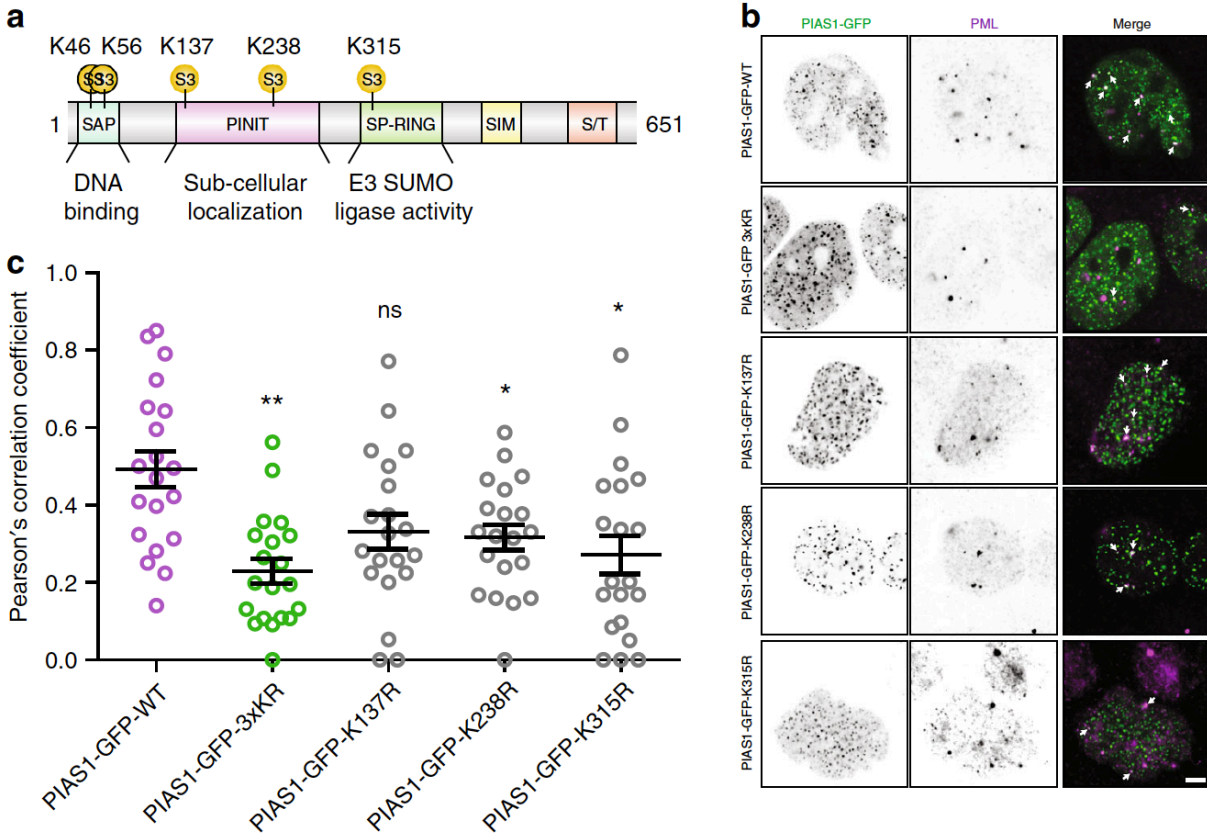 a
K46 K56 K137 K238 K315
S3 S3 S3 S3
1 SAP PINIT SP-RING SIM S/T 651
DNA
binding
Sub-cellular
localization
E3 SUMO
ligase activity
b
PIAS1-GFP PML Merge
PIAS1-GFP-WT
PIAS1-GFP 3xKR
PIAS1-GFP-K137R
PIAS1-GFP-K238R
PIAS1-GFP-K315R
c
Pearson's correlation coefficient
1.0
0.8
0.6
0.4
0.2
0.0
**
ns
*
*
PIAS1-GFP-WT
PIAS1-GFP-3xKR
PIAS1-GFP-K137R
PIAS1-GFP-K238R
PIAS1-GFP-K315R